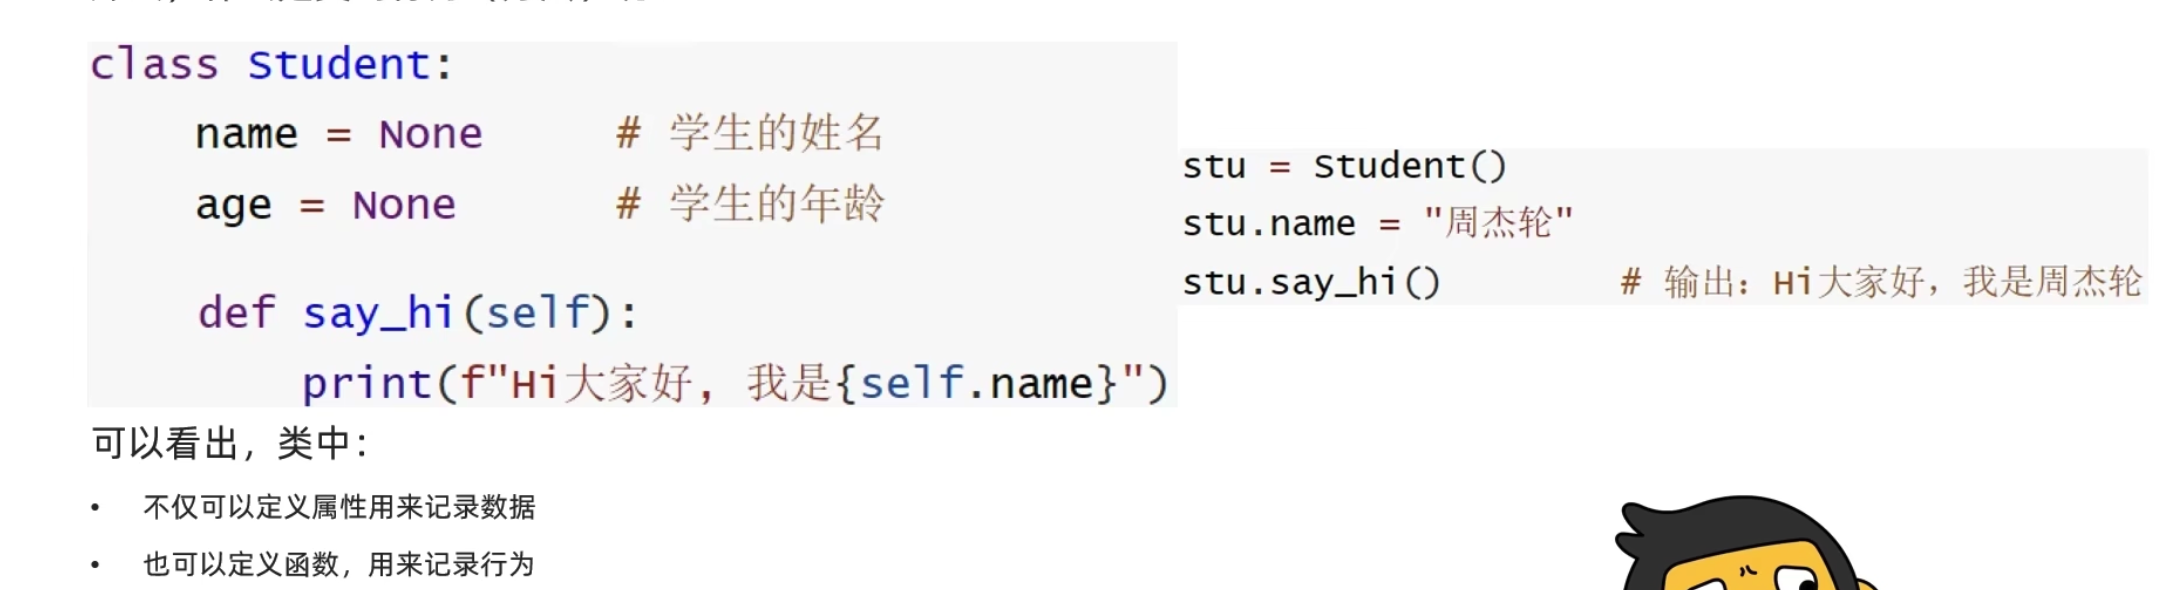 class Student:
name = None # 学生的姓名
age = None # 学生的年龄
def say_hi(self):
print(f"Hi大家好，我是{self.name}")
stu = Student()
stu.name = "周杰轮"
stu.say_hi() # 输出：Hi大家好，我是周杰轮
可以看出，类中：
• 不仅可以定义属性用来记录数据
• 也可以定义函数，用来记录行为